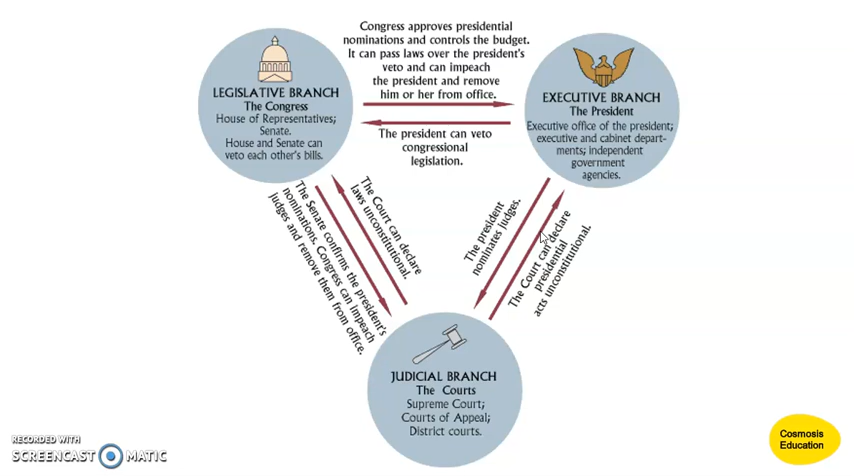 Congress approves presidential
nominations and controls the budget.
It can pass laws over the president's
veto and can impeach
the president and remove
him or her from office.
LEGISLATIVE BRANCH
The Congress
House of Representatives;
Senate.
House and Senate can
veto each other's bills.
EXECUTIVE BRANCH
The President
Executive office of the president;
executive and cabinet depart-
ments; independent
government
agencies.
The president can veto
congressional
legislation.
The Senate confirms the president's
nominations. Congress can impeach
judges and remove them from office.
The Court can declare
laws unconstitutional.
The president
nominates judges.
The Court can declare
presidential
acts unconstitutional.
JUDICIAL BRANCH
The Courts
Supreme Court;
Courts of Appeal;
District courts.
RECORDED WITH
SCREENCAST MATIC
Cosmosis
Education